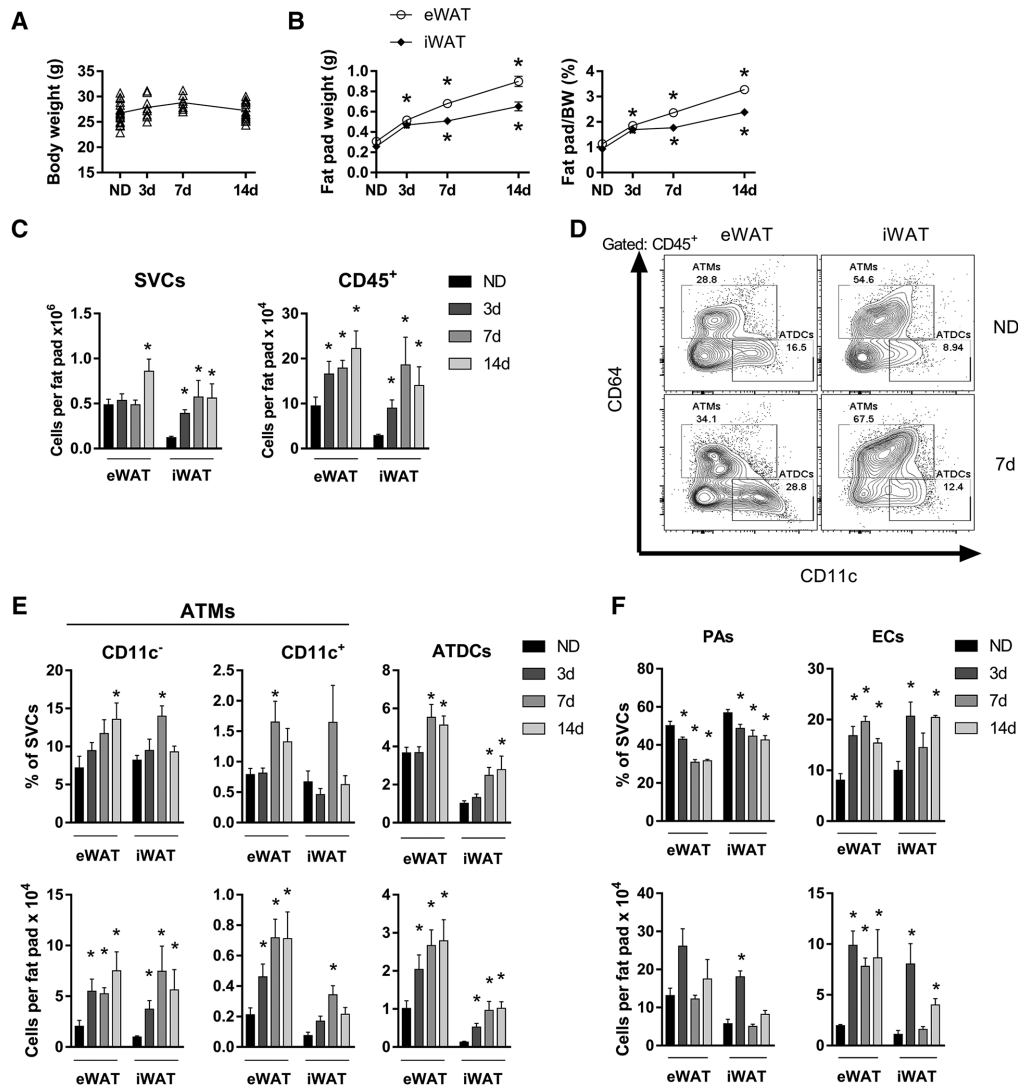 A
Body weight (g)
35
30
25
20
15
ND 3d 7d 14d
B
eWAT
iWAT
Fat pad weight (g)
1.0
0.8
0.6
0.4
0.2
0.0
* * *
* *
ND 3d 7d 14d
Fat pad/BW (%)
4
3
2
1
0
* * *
* * *
ND 3d 7d 14d
C
SVCs
Cells per fat pad x10⁶
1.5
1.0
0.5
0.0
* * * *
eWAT iWAT
CD45⁺
Cells per fat pad x 10⁴
30
20
10
0
* * * * * *
eWAT iWAT
ND
3d
7d
14d
D
Gated: CD45⁺
eWAT iWAT
ATMs
28.8
ATDCs
16.5
ATMs
54.6
ATDCs
8.94
ND
ATMs
34.1
ATDCs
28.8
ATMs
67.5
ATDCs
12.4
7d
CD64
CD11c
E
ATMs
CD11c⁻
% of SVCs
20
15
10
5
0
* *
eWAT iWAT
CD11c⁺
2.5
2.0
1.5
1.0
0.5
0.0
*
eWAT iWAT
ATDCs
8
6
4
2
0
* * * *
eWAT iWAT
ND
3d
7d
14d
Cells per fat pad x 10⁴
15
10
5
0
* * * * * *
eWAT iWAT
1.0
0.8
0.6
0.4
0.2
0.0
* * * *
eWAT iWAT
4
3
2
1
0
* * * * * *
eWAT iWAT
F
PAs
% of SVCs
80
60
40
20
0
* * * * * *
eWAT iWAT
ECs
30
20
10
0
* * * * *
eWAT iWAT
ND
3d
7d
14d
Cells per fat pad x 10⁴
40
30
20
10
0
*
eWAT iWAT
15
10
5
0
* * * * *
eWAT iWAT